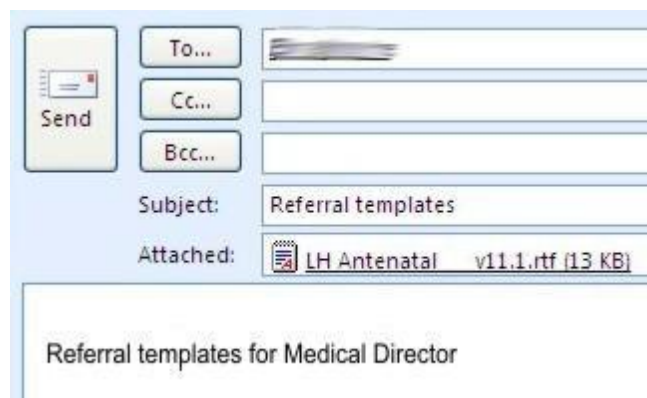 To...
Cc...
Send
Bcc...
Subject: Referral templates
Attached: LH Antenatal v11.1.rtf (13 KB)
Referral templates for Medical Director